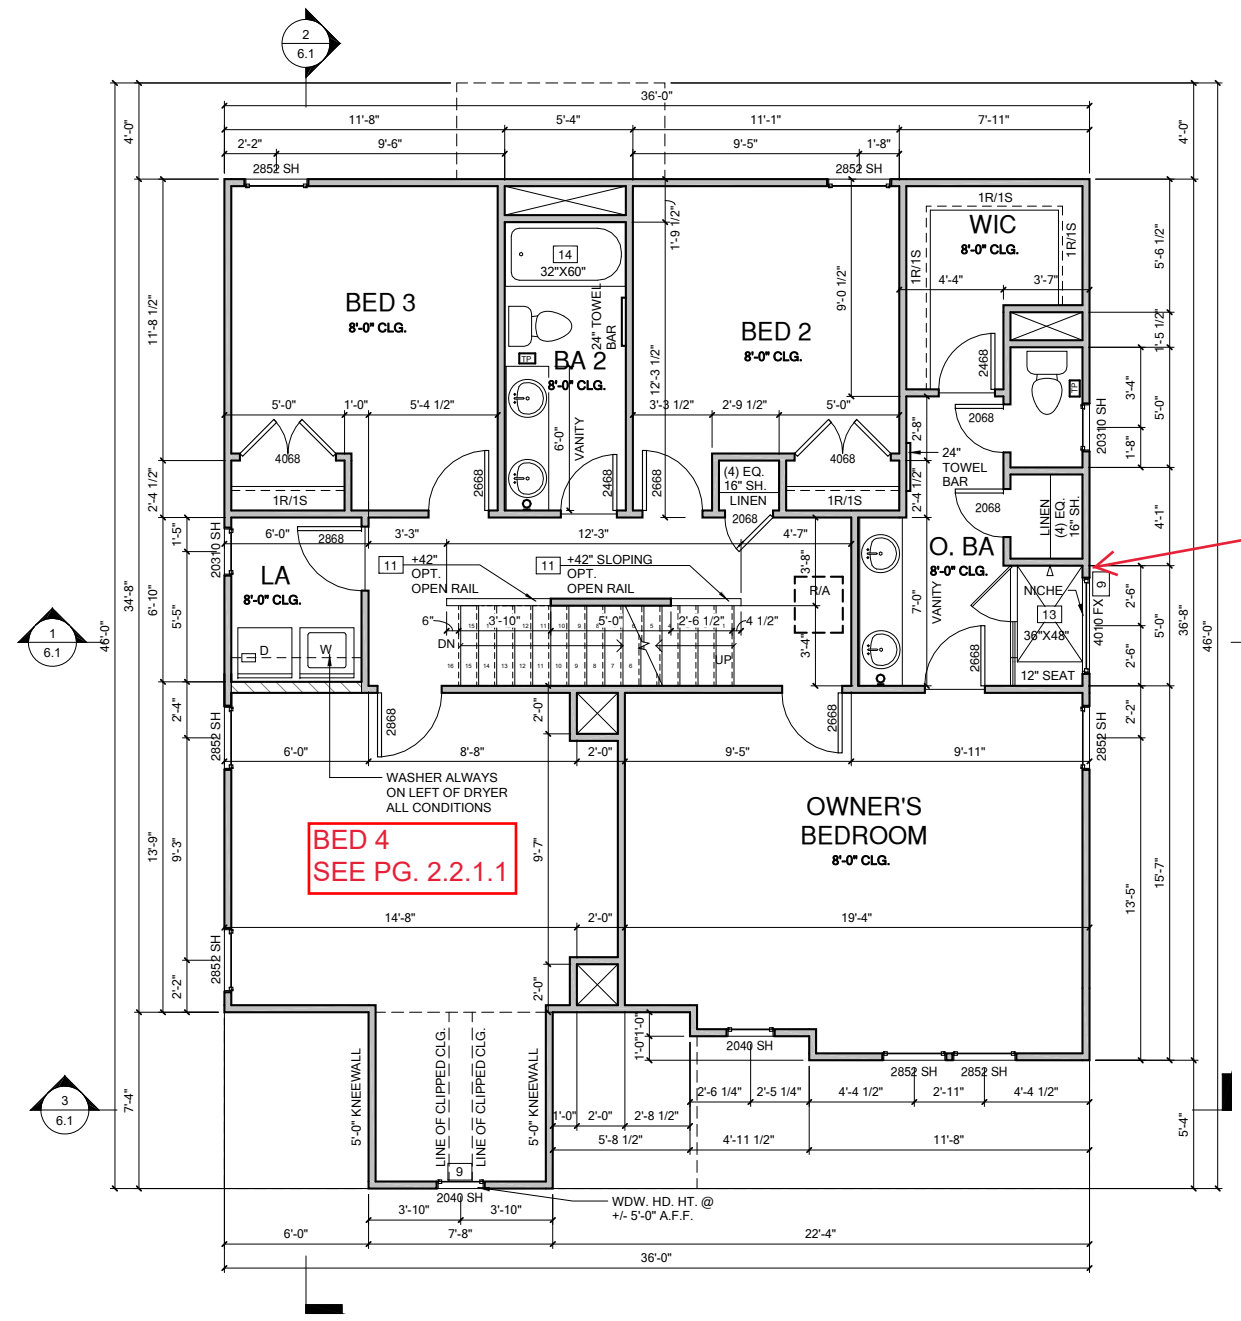 2
6.1
36'-0"
11'-8"
5'-4"
11'-1"
7'-11"
2'-2"
9'-6"
9'-5"
1'-8"
4'-0"
4'-0"
2852 SH
2852 SH
1R/1S
WIC
8'-0" CLG.
1R/1S
1R/1S
4'-4"
3'-7"
14
32"X60"
1'-9 1/2"
9'-0 1/2"
5'-6 1/2"
1'-5 1/2"
BED 3
8'-0" CLG.
24" TOWEL
BAR
TP
BA 2
8'-0" CLG.
BED 2
8'-0" CLG.
12'-3 1/2"
11'-8 1/2"
2468
2068
TP
20310 SH
3'-4"
5'-0"
1'-8"
5'-0"
1'-0"
5'-4 1/2"
6'-0"
VANITY
3'-3 1/2"
2'-9 1/2"
5'-0"
2'-8"
4068
2668
2468
2668
(4) EQ.
16" SH.
LINEN
2068
4068
24"
TOWEL
BAR
2'-4 1/2"
2'-4 1/2"
1R/1S
1R/1S
2068
LINEN
(4) EQ.
16" SH.
4'-1"
1'-5"
20310 SH
6'-0"
2868
3'-3"
12'-3"
4'-7"
11
+42"
OPT.
OPEN RAIL
11
+42" SLOPING
OPT.
OPEN RAIL
3'-8"
R/A
LA
8'-0" CLG.
O. BA
8'-0" CLG.
VANITY
7'-0"
NICHE
13
36"X48"
12" SEAT
4010 FX
9
2'-6"
2'-6"
5'-0"
36'-8"
46'-0"
34'-8"
46'-0"
6'-10"
5'-5"
1
6.1
6"
3'-10"
5'-0"
2'-6 1/2"
4 1/2"
DN
UP
3'-4"
D
W
2668
2'-4"
2852 SH
2868
2'-0"
2668
2'-2"
2852 SH
6'-0"
8'-8"
2'-0"
9'-5"
9'-11"
WASHER ALWAYS
ON LEFT OF DRYER
ALL CONDITIONS
OWNER'S
BEDROOM
8'-0" CLG.
BED 4
SEE PG. 2.2.1.1
13'-9"
9'-3"
9'-7"
13'-5"
15'-7"
14'-8"
2'-0"
19'-4"
2852 SH
2'-2"
2'-0"
1'-0"
1'-0"
2040 SH
2852 SH
2852 SH
5'-0" KNEEWALL
LINE OF CLIPPED CLG.
LINE OF CLIPPED CLG.
5'-0" KNEEWALL
2'-6 1/4"
2'-5 1/4"
4'-4 1/2"
2'-11"
4'-4 1/2"
3
6.1
7'-4"
1'-0"
2'-0"
2'-8 1/2"
5'-4"
5'-8 1/2"
4'-11 1/2"
11'-8"
9
2040 SH
WDW. HD. HT. @
+/- 5'-0" A.F.F.
3'-10"
3'-10"
6'-0"
7'-8"
22'-4"
36'-0"